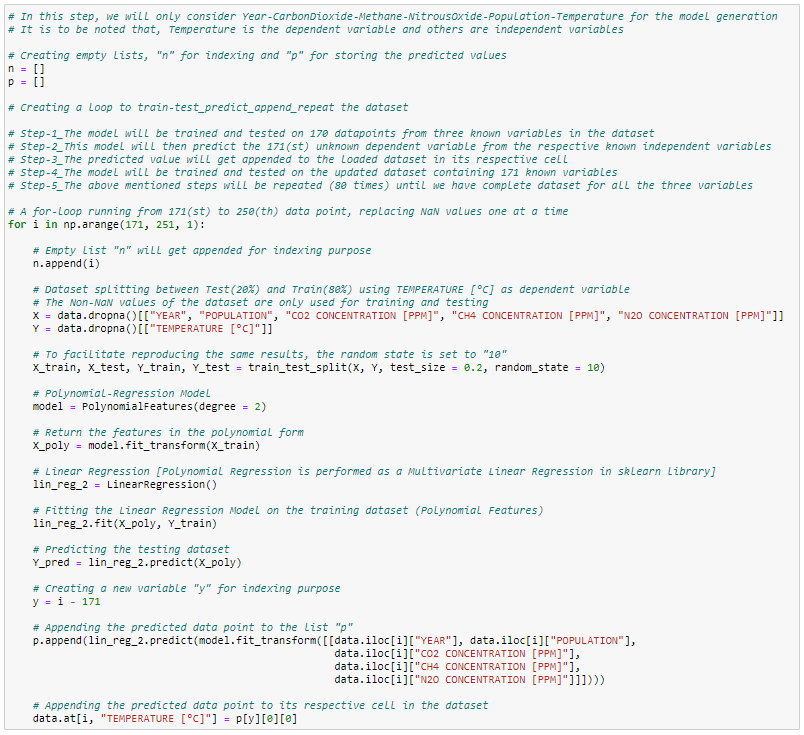 # In this step, we will only consider Year-CarbonDioxide-Methane-NitrousOxide-Population-Temperature for the model generation
# It is to be noted that, Temperature is the dependent variable and others are independent variables

# Creating empty lists, "n" for indexing and "p" for storing the predicted values
n = []
p = []

# Creating a loop to train-test_predict_append_repeat the dataset

# Step-1_The model will be trained and tested on 170 datapoints from three known variables in the dataset
# Step-2_This model will then predict the 171(st) unknown dependent variable from the respective known independent variables
# Step-3_The predicted value will get appended to the loaded dataset in its respective cell
# Step-4_The model will be trained and tested on the updated dataset containing 171 known variables
# Step-5_The above mentioned steps will be repeated (80 times) until we have complete dataset for all the three variables

# A for-loop running from 171(st) to 250(th) data point, replacing NaN values one at a time
for i in np.arange(171, 251, 1):

    # Empty list "n" will get appended for indexing purpose
    n.append(i)

    # Dataset splitting between Test(20%) and Train(80%) using TEMPERATURE [°C] as dependent variable
    # The Non-NaN values of the dataset are only used for training and testing
    X = data.dropna()[["YEAR", "POPULATION", "CO2 CONCENTRATION [PPM]", "CH4 CONCENTRATION [PPM]", "N2O CONCENTRATION [PPM]"]]
    Y = data.dropna()[["TEMPERATURE [°C]"]]

    # To facilitate reproducing the same results, the random state is set to "10"
    X_train, X_test, Y_train, Y_test = train_test_split(X, Y, test_size = 0.2, random_state = 10)

    # Polynomial-Regression Model
    model = PolynomialFeatures(degree = 2)

    # Return the features in the polynomial form
    X_poly = model.fit_transform(X_train)

    # Linear Regression [Polynomial Regression is performed as a Multivariate Linear Regression in sklearn library]
    lin_reg_2 = LinearRegression()

    # Fitting the Linear Regression Model on the training dataset (Polynomial Features)
    lin_reg_2.fit(X_poly, Y_train)

    # Predicting the testing dataset
    Y_pred = lin_reg_2.predict(X_poly)

    # Creating a new variable "y" for indexing purpose
    y = i - 171

    # Appending the predicted data point to the list "p"
    p.append(lin_reg_2.predict(model.fit_transform([[data.iloc[i]["YEAR"], data.iloc[i]["POPULATION"],
                                                     data.iloc[i]["CO2 CONCENTRATION [PPM]"],
                                                     data.iloc[i]["CH4 CONCENTRATION [PPM]"],
                                                     data.iloc[i]["N2O CONCENTRATION [PPM]"]]])))

    # Appending the predicted data point to its respective cell in the dataset
    data.at[i, "TEMPERATURE [°C]"] = p[y][0][0]